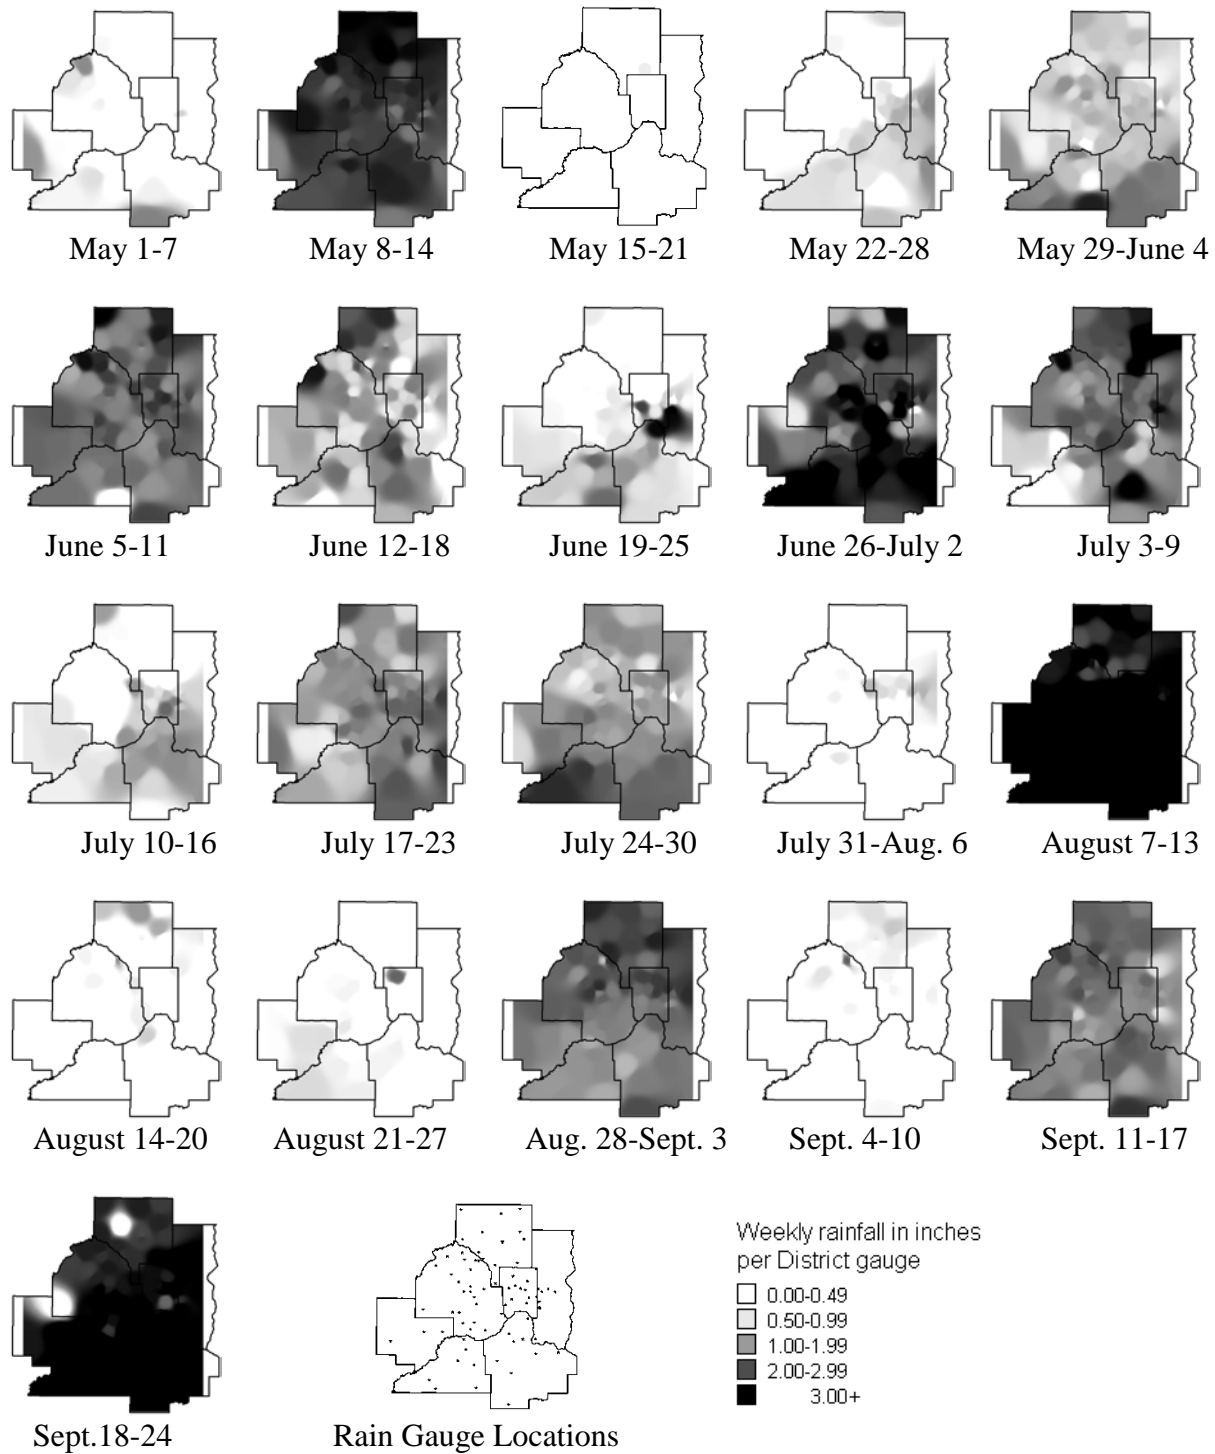 May 1-7
May 8-14
May 15-21
May 22-28
May 29-June 4
June 5-11
June 12-18
June 19-25
June 26-July 2
July 3-9
July 10-16
July 17-23
July 24-30
July 31-Aug. 6
August 7-13
August 14-20
August 21-27
Aug. 28-Sept. 3
Sept. 4-10
Sept. 11-17
Sept.18-24
Rain Gauge Locations
Weekly rainfall in inches
per District gauge
0.00-0.49
0.50-0.99
1.00-1.99
2.00-2.99
3.00+